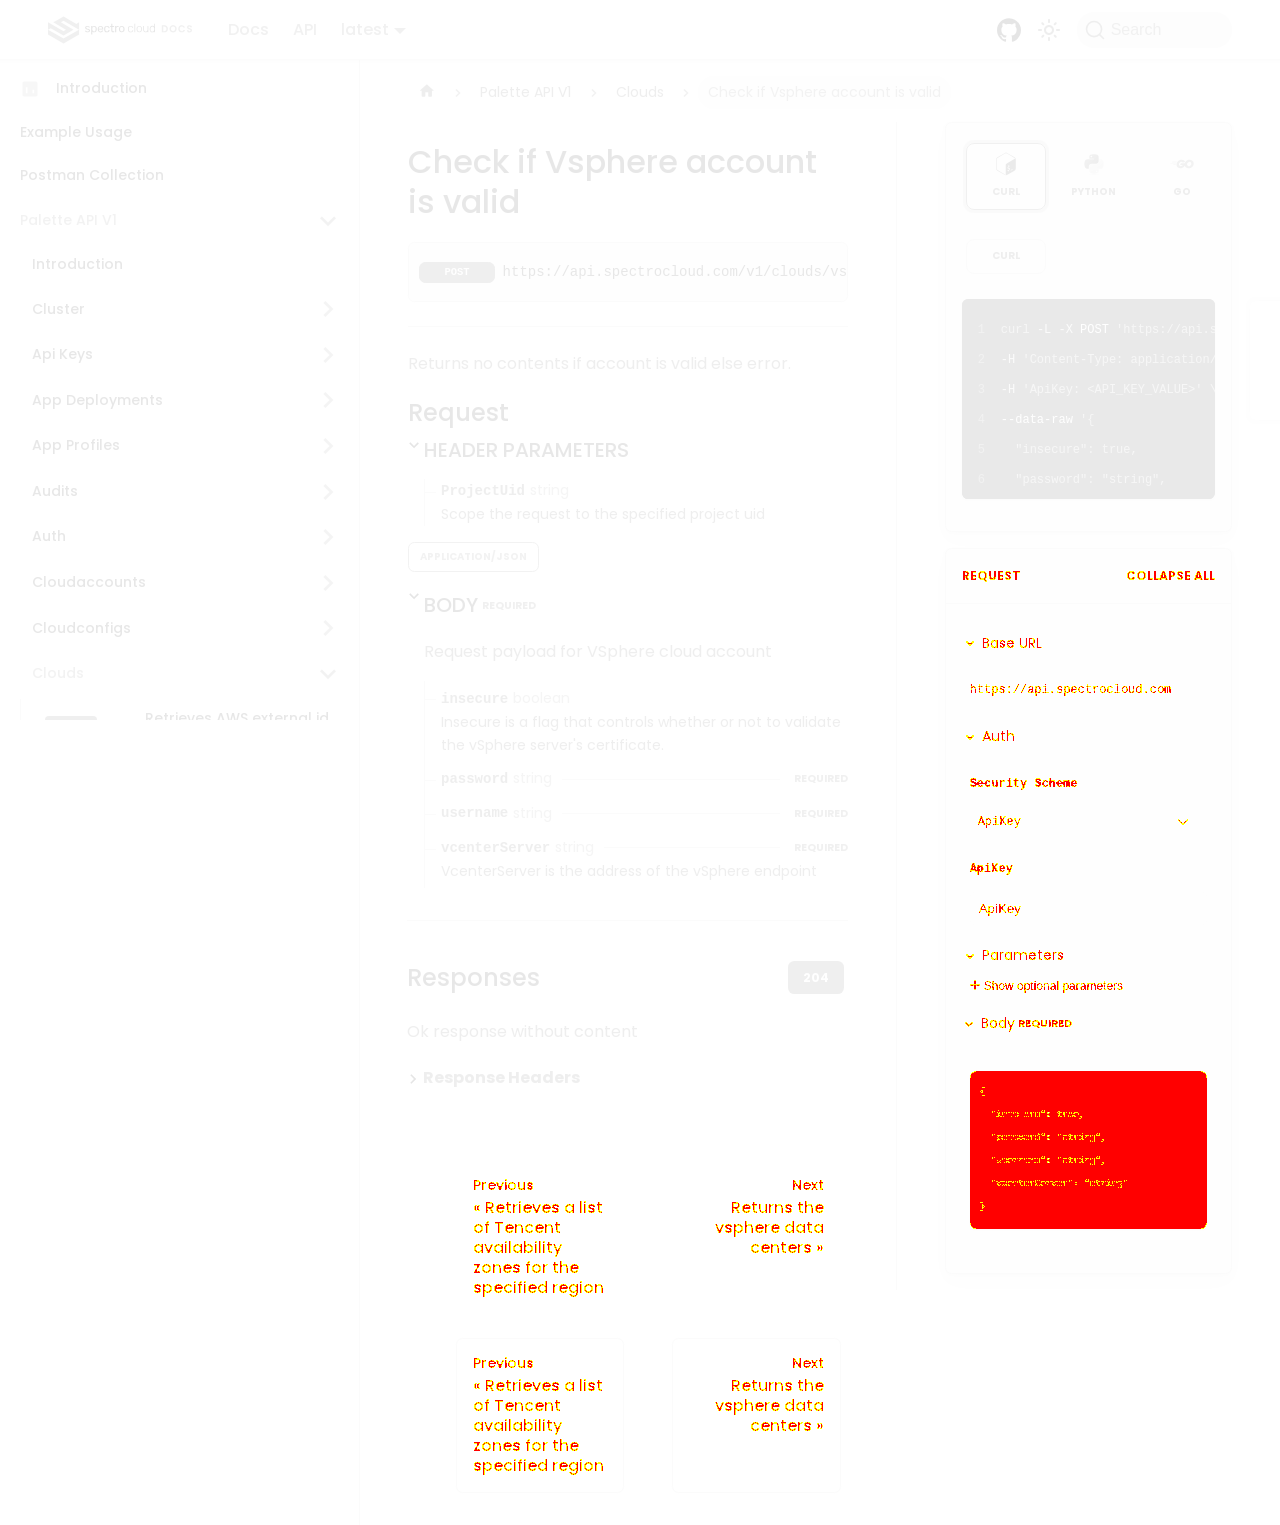 spectro cloud DOCS
Docs
API
latest
Search
Introduction
Example Usage
Postman Collection
Palette API V1
Introduction
Cluster
Api Keys
App Deployments
App Profiles
Audits
Auth
Cloudaccounts
Cloudconfigs
Clouds
Retrieves AWS external id
Palette API V1
Clouds
Check if Vsphere account is valid
Check if Vsphere account
is valid
POST https://api.spectrocloud.com/v1/clouds/vs
Returns no contents if account is valid else error.
Request
HEADER PARAMETERS
ProjectUid string
Scope the request to the specified project uid
APPLICATION/JSON
BODY REQUIRED
Request payload for VSphere cloud account
insecure boolean
Insecure is a flag that controls whether or not to validate
the vSphere server's certificate.
password string REQUIRED
username string REQUIRED
vcenterServer string REQUIRED
VcenterServer is the address of the vSphere endpoint
Responses
204
Ok response without content
Response Headers
Previous
« Retrieves a list
of Tencent
availability
zones for the
specified region
Next
Returns the
vsphere data
centers »
Previous
« Retrieves a list
of Tencent
availability
zones for the
specified region
Next
Returns the
vsphere data
centers »
CURL
PYTHON
GO
GO
CURL
1 curl -L -X POST 'https://api.s
2 -H 'Content-Type: application/
3 -H 'ApiKey: <API_KEY_VALUE>' \
4 --data-raw '{
5 "insecure": true,
6 "password": "string",
REQUEST
COLLAPSE ALL
Base URL
https://api.spectrocloud.com
Auth
Security Scheme
ApiKey
ApiKey
ApiKey
Parameters
Show optional parameters
Body REQUIRED
{
"insecure": true,
"password": "string",
"username": "string",
"vcenterServer": "string"
}